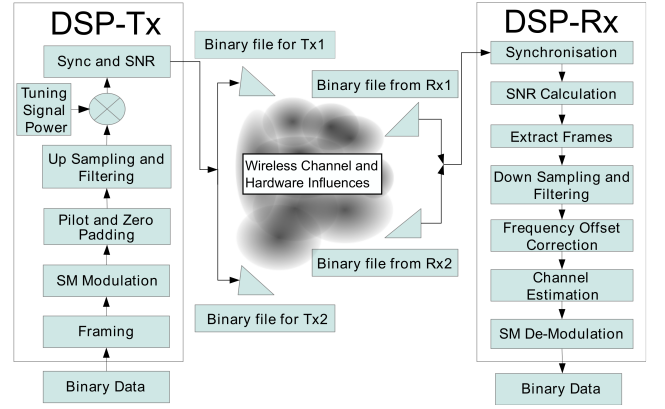 DSP-Tx
Sync and SNR
Tuning
Signal
Power
Up Sampling and
Filtering
Pilot and Zero
Padding
SM Modulation
Framing
Binary Data
Binary file for Tx1
Binary file from Rx1
Wireless Channel and
Hardware Influences
Binary file from Rx2
Binary file for Tx2
DSP-Rx
Synchronisation
SNR Calculation
Extract Frames
Down Sampling and
Filtering
Frequency Offset
Correction
Channel
Estimation
SM De-Modulation
Binary Data